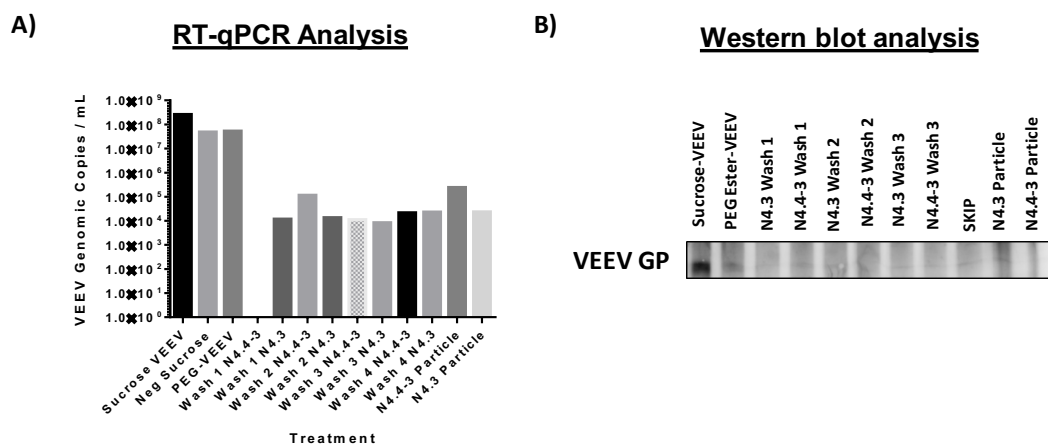 A)
RT-qPCR Analysis
VEEV Genomic Copies / mL
1.0✖10⁹
1.0✖10⁸
1.0✖10⁷
1.0✖10⁶
1.0✖10⁵
1.0✖10⁴
1.0✖10³
1.0✖10²
1.0✖10¹
1.0✖10⁰
Sucrose VEEV
Neg Sucrose
PEG-VEEV
Wash 1 N4.4-3
Wash 1 N4.3
Wash 2 N4.4-3
Wash 2 N4.3
Wash 3 N4.4-3
Wash 3 N4.3
Wash 4 N4.4-3
Wash 4 N4.3
N4.4-3 Particle
N4.3 Particle
Treatment
B)
Western blot analysis
Sucrose-VEEV
PEG Ester-VEEV
N4.3 Wash 1
N4.4-3 Wash 1
N4.3 Wash 2
N4.4-3 Wash 2
N4.3 Wash 3
N4.4-3 Wash 3
SKIP
N4.3 Particle
N4.4-3 Particle
VEEV GP